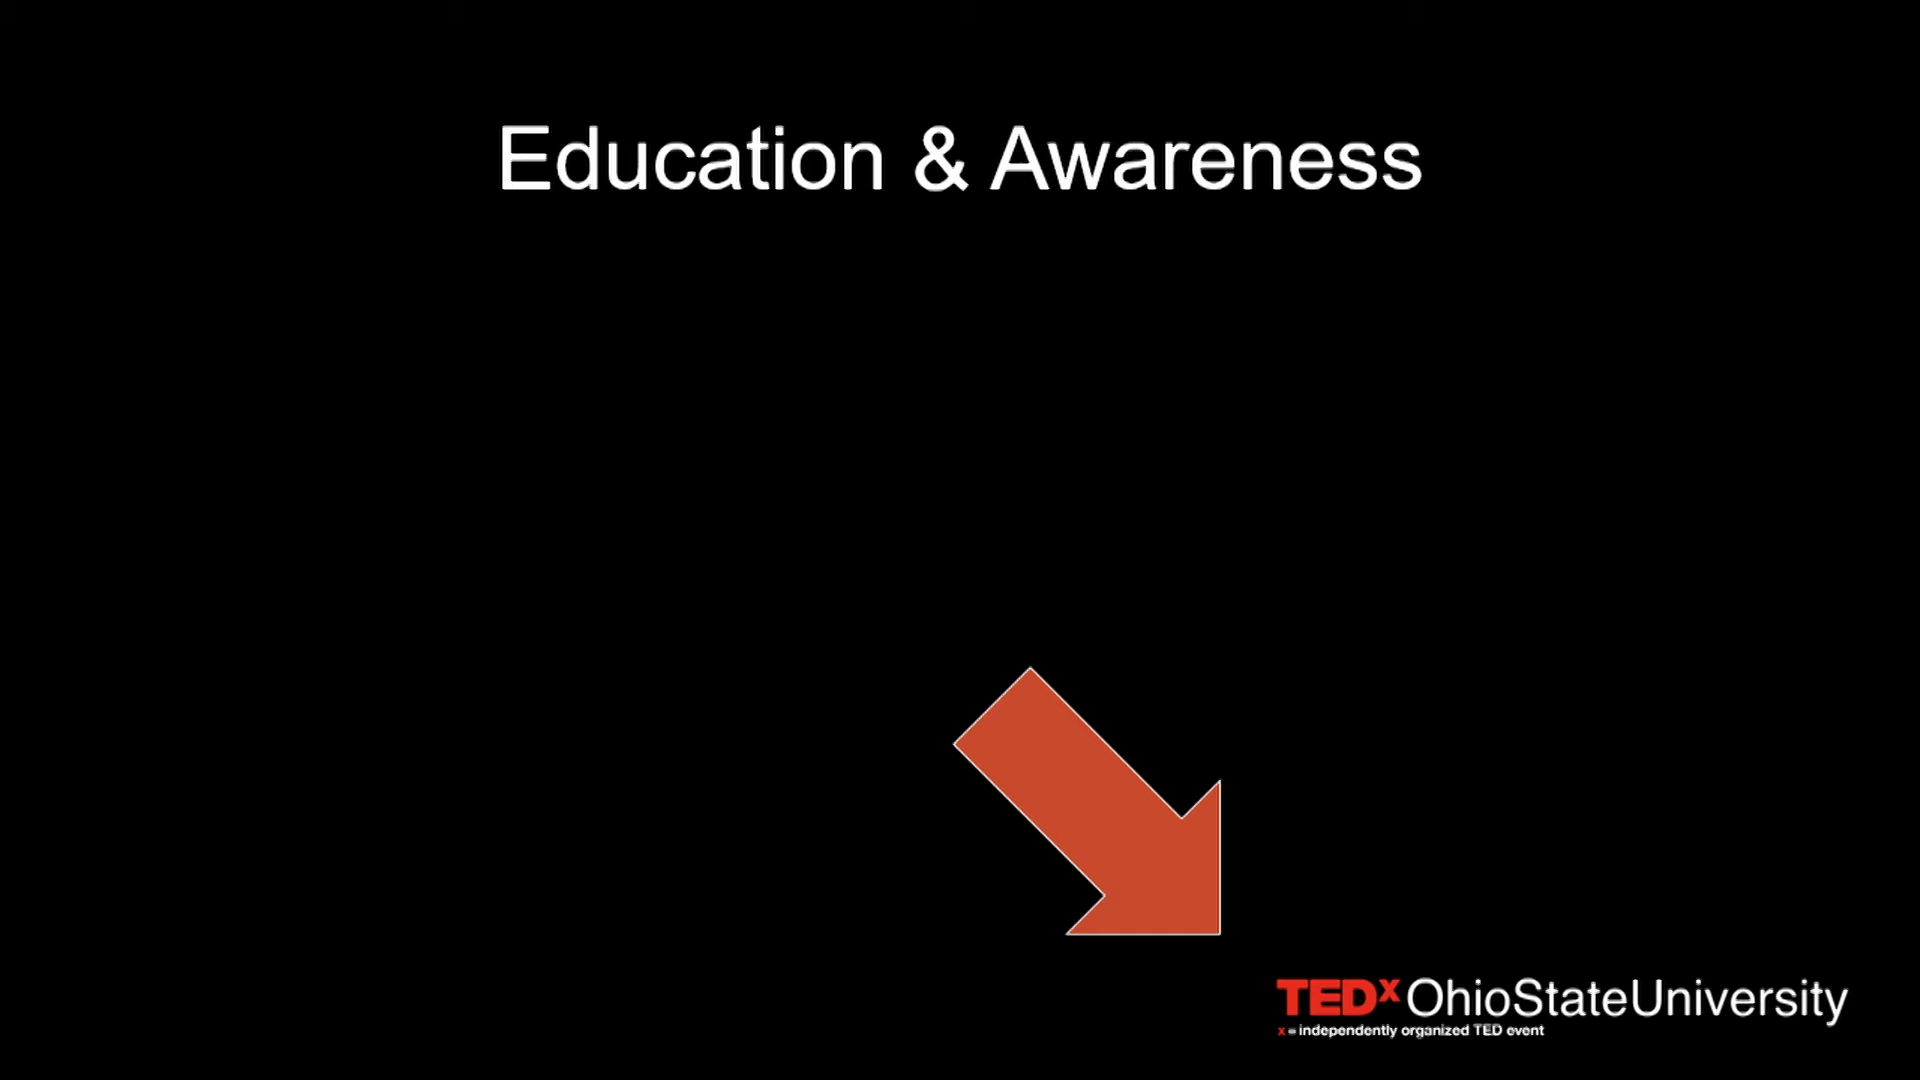 Education & Awareness
TEDx OhioStateUniversity
x = independently organized TED event